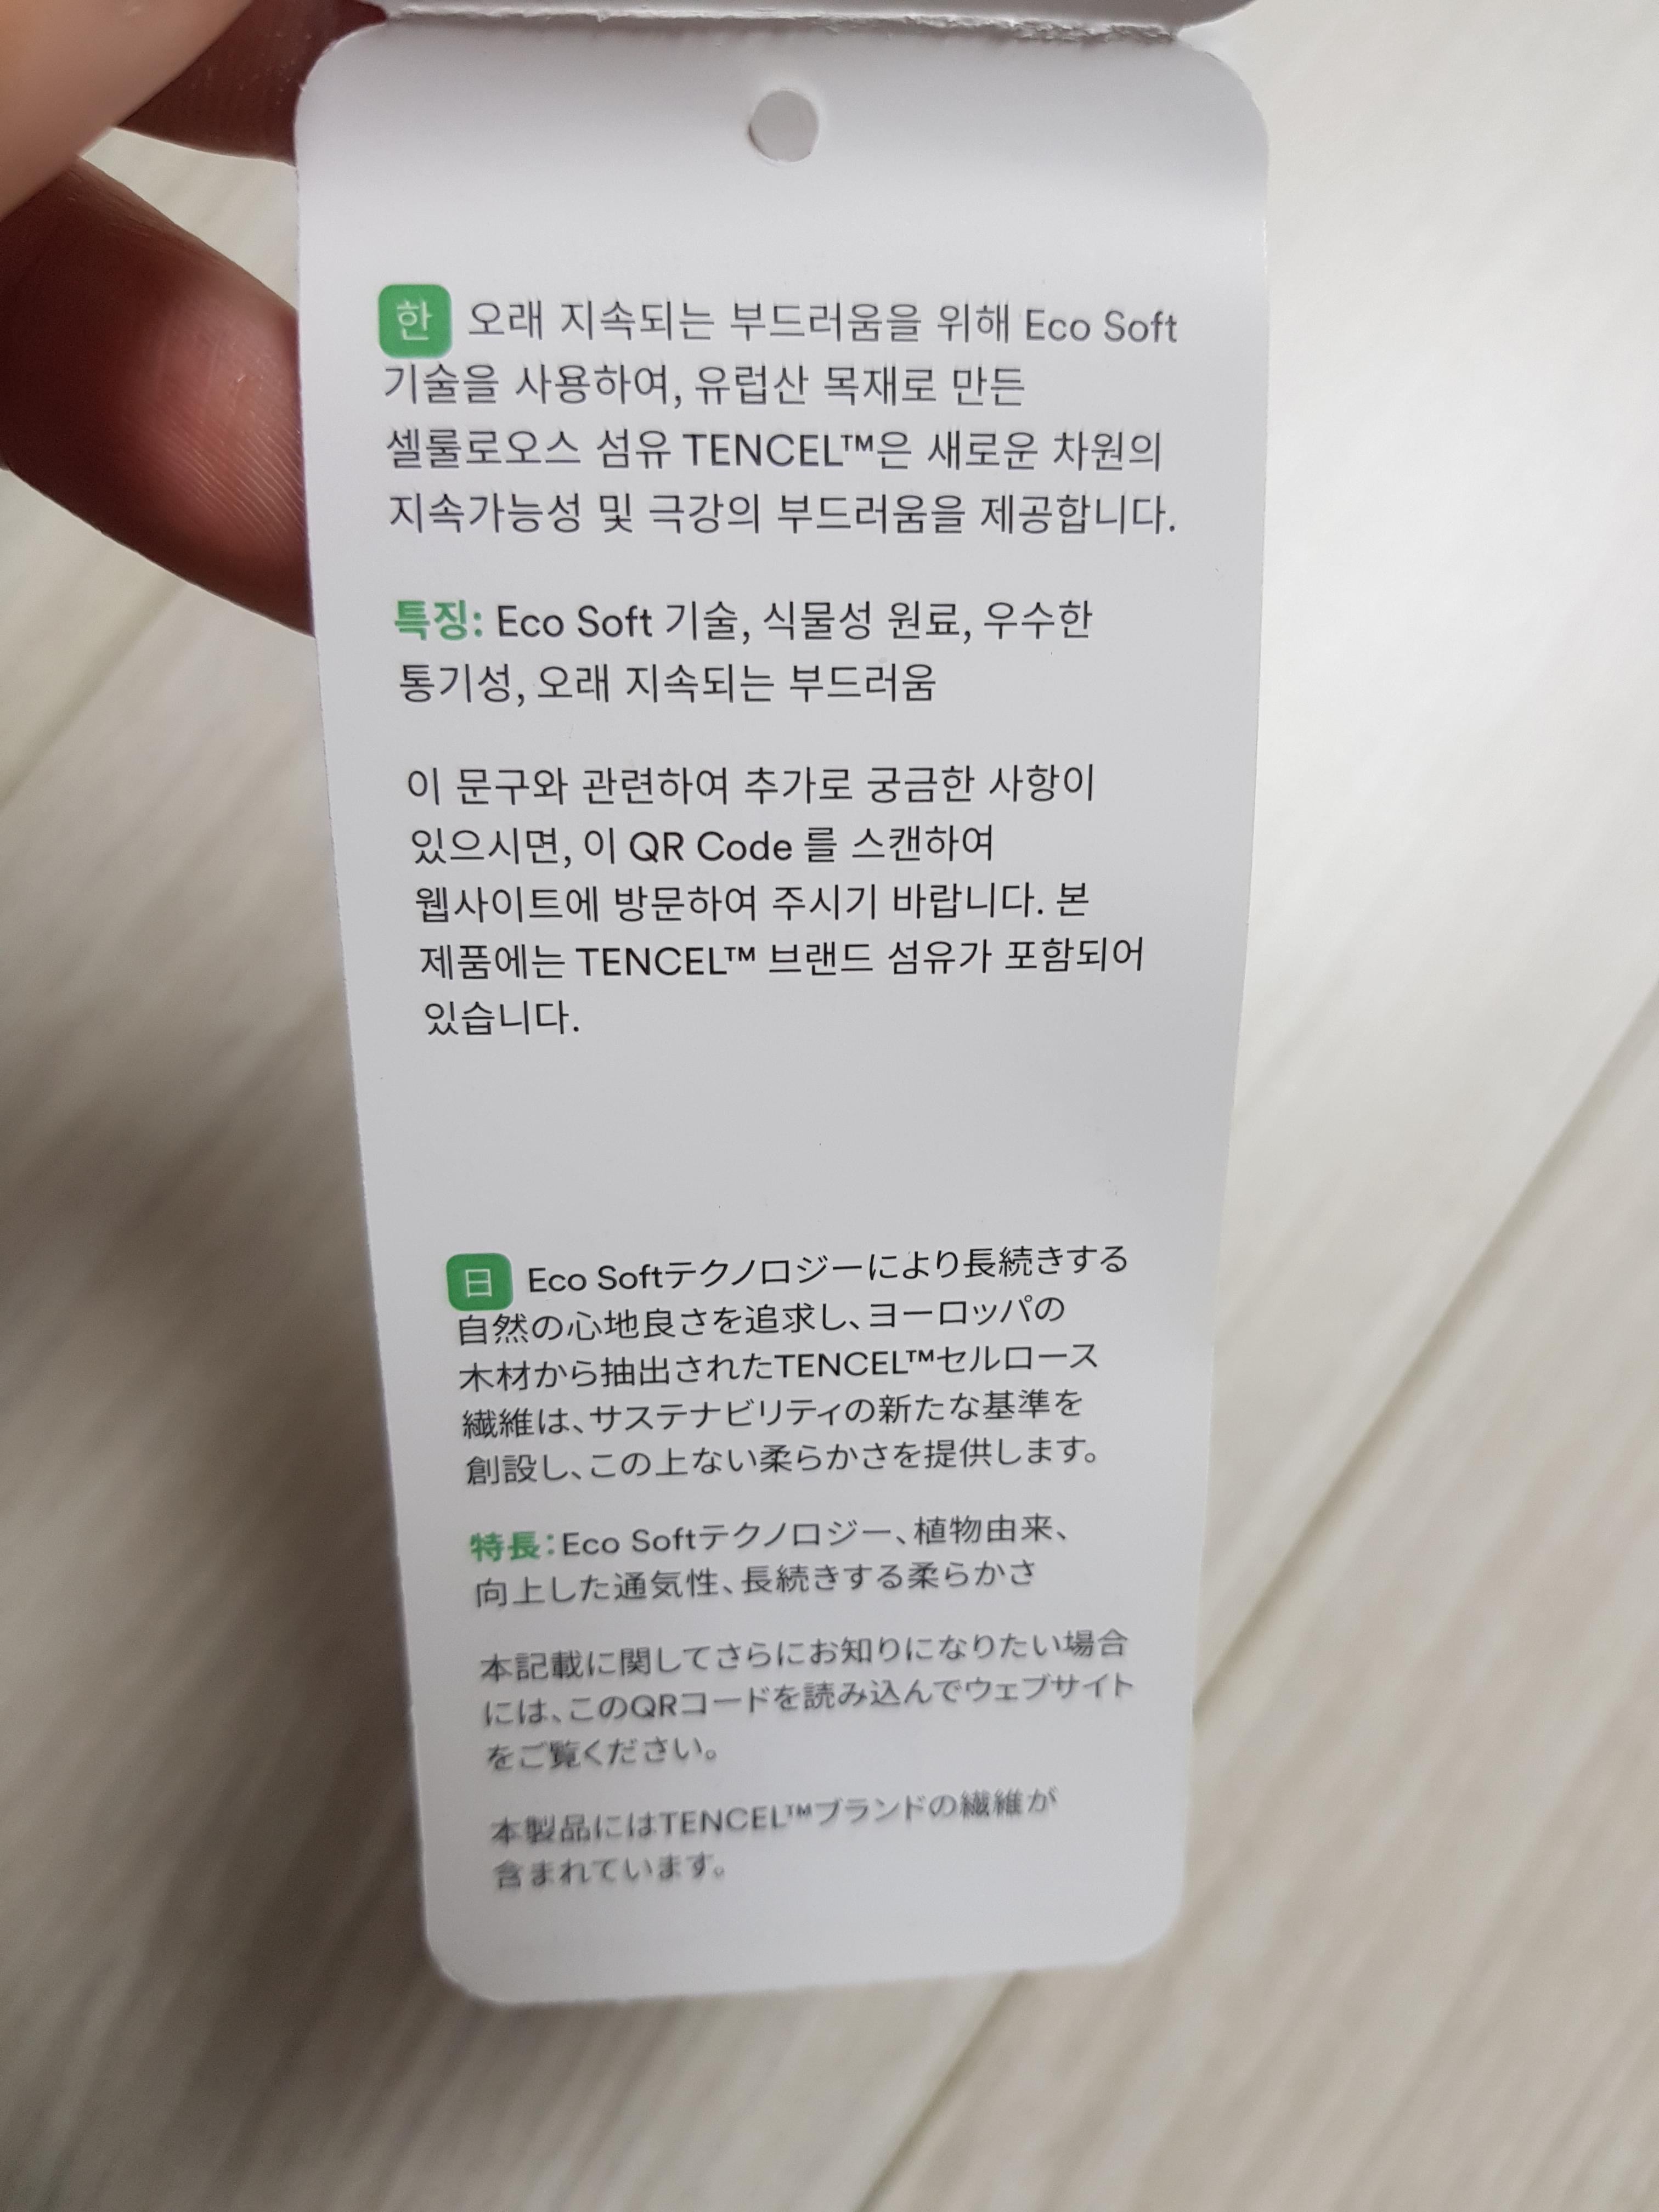 한 오래 지속되는 부드러움을 위해 Eco Soft
기술을 사용하여, 유럽산 목재로 만든
셀룰로오스 섬유 TENCEL™은 새로운 차원의
지속가능성 및 극강의 부드러움을 제공합니다.
특징: Eco Soft 기술, 식물성 원료, 우수한
통기성, 오래 지속되는 부드러움
이 문구와 관련하여 추가로 궁금한 사항이
있으시면, 이 QR Code 를 스캔하여
웹사이트에 방문하여 주시기 바랍니다. 본
제품에는 TENCEL™ 브랜드 섬유가 포함되어
있습니다.
日 Eco Softテクノロジーにより長続きする
自然の心地良さを追求し、ヨーロッパの
木材から抽出されたTENCEL™セルロース
繊維は、サステナビリティの新たな基準を
創設し、この上ない柔らかさを提供します。
特長：Eco Softテクノロジー、植物由来、
向上した通気性、長続きする柔らかさ
本記載に関してさらにお知りになりたい場合
には、このQRコードを読み込んでウェブサイト
をご覧ください。
本製品にはTENCEL™ブランドの繊維が
含まれています。